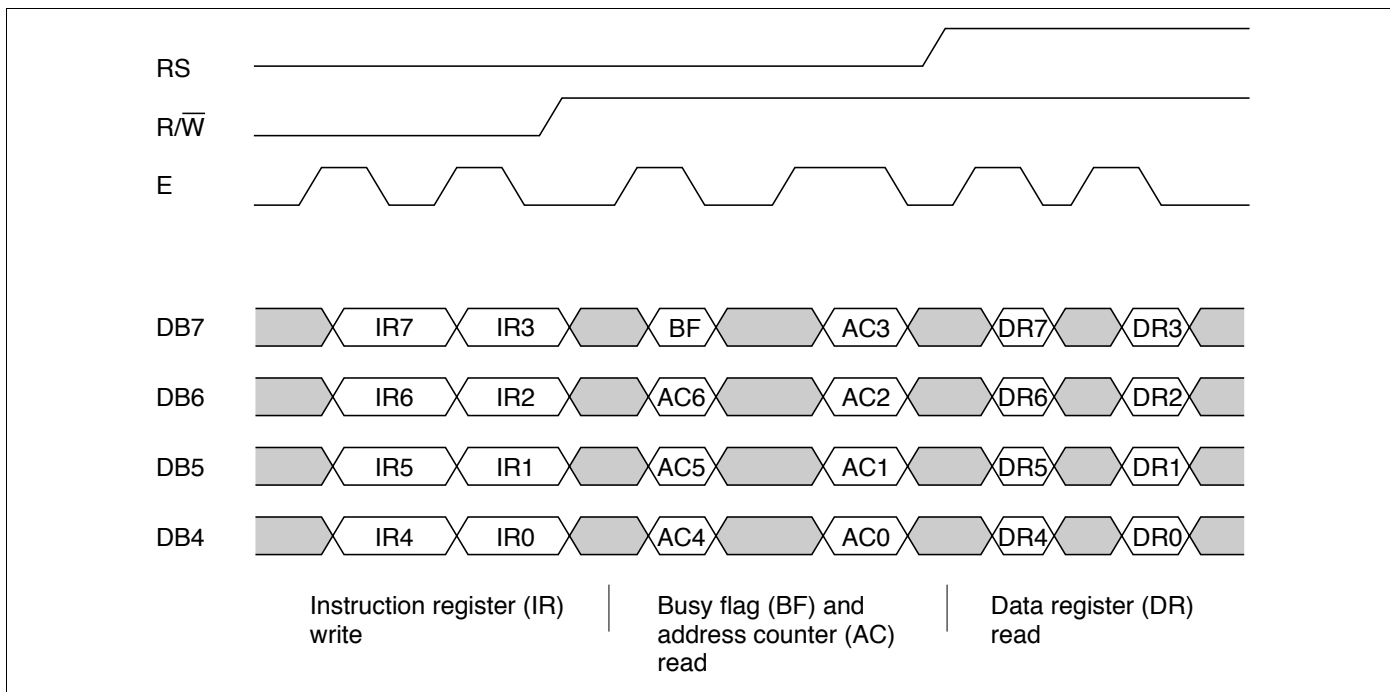 RS
R/W̅
E
DB7 IR7 IR3 BF AC3 DR7 DR3
DB6 IR6 IR2 AC6 AC2 DR6 DR2
DB5 IR5 IR1 AC5 AC1 DR5 DR1
DB4 IR4 IR0 AC4 AC0 DR4 DR0
Instruction register (IR)
write
Busy flag (BF) and
address counter (AC)
read
Data register (DR)
read